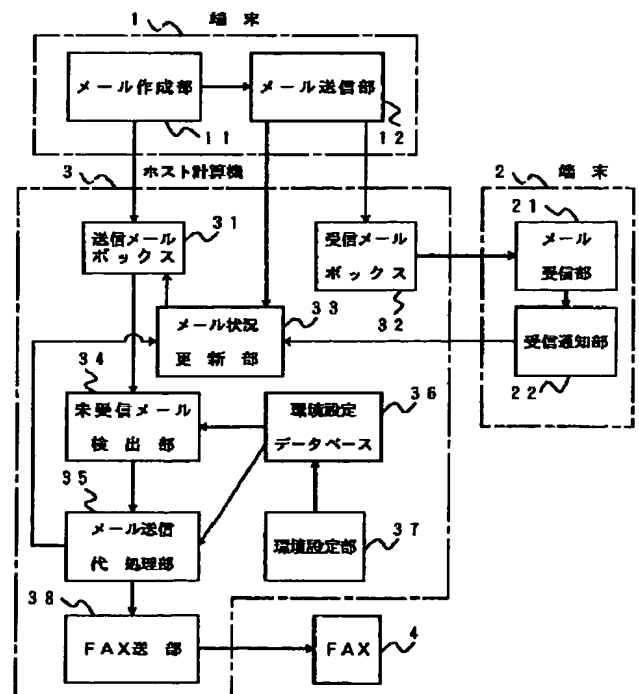 1 端 末
メール作成部
メール送信部
11
12
3 ホスト計算機
2 端 末
31
送信メール
ボックス
受信メール
ボックス
32
21
メール
受信部
33
メール状況
更 新 部
受信通知部
22
34
未受信メール
検 出 部
36
環境設定
データベース
35
メール送信
代 処理部
環境設定部
37
38
FAX送 部
FAX
4